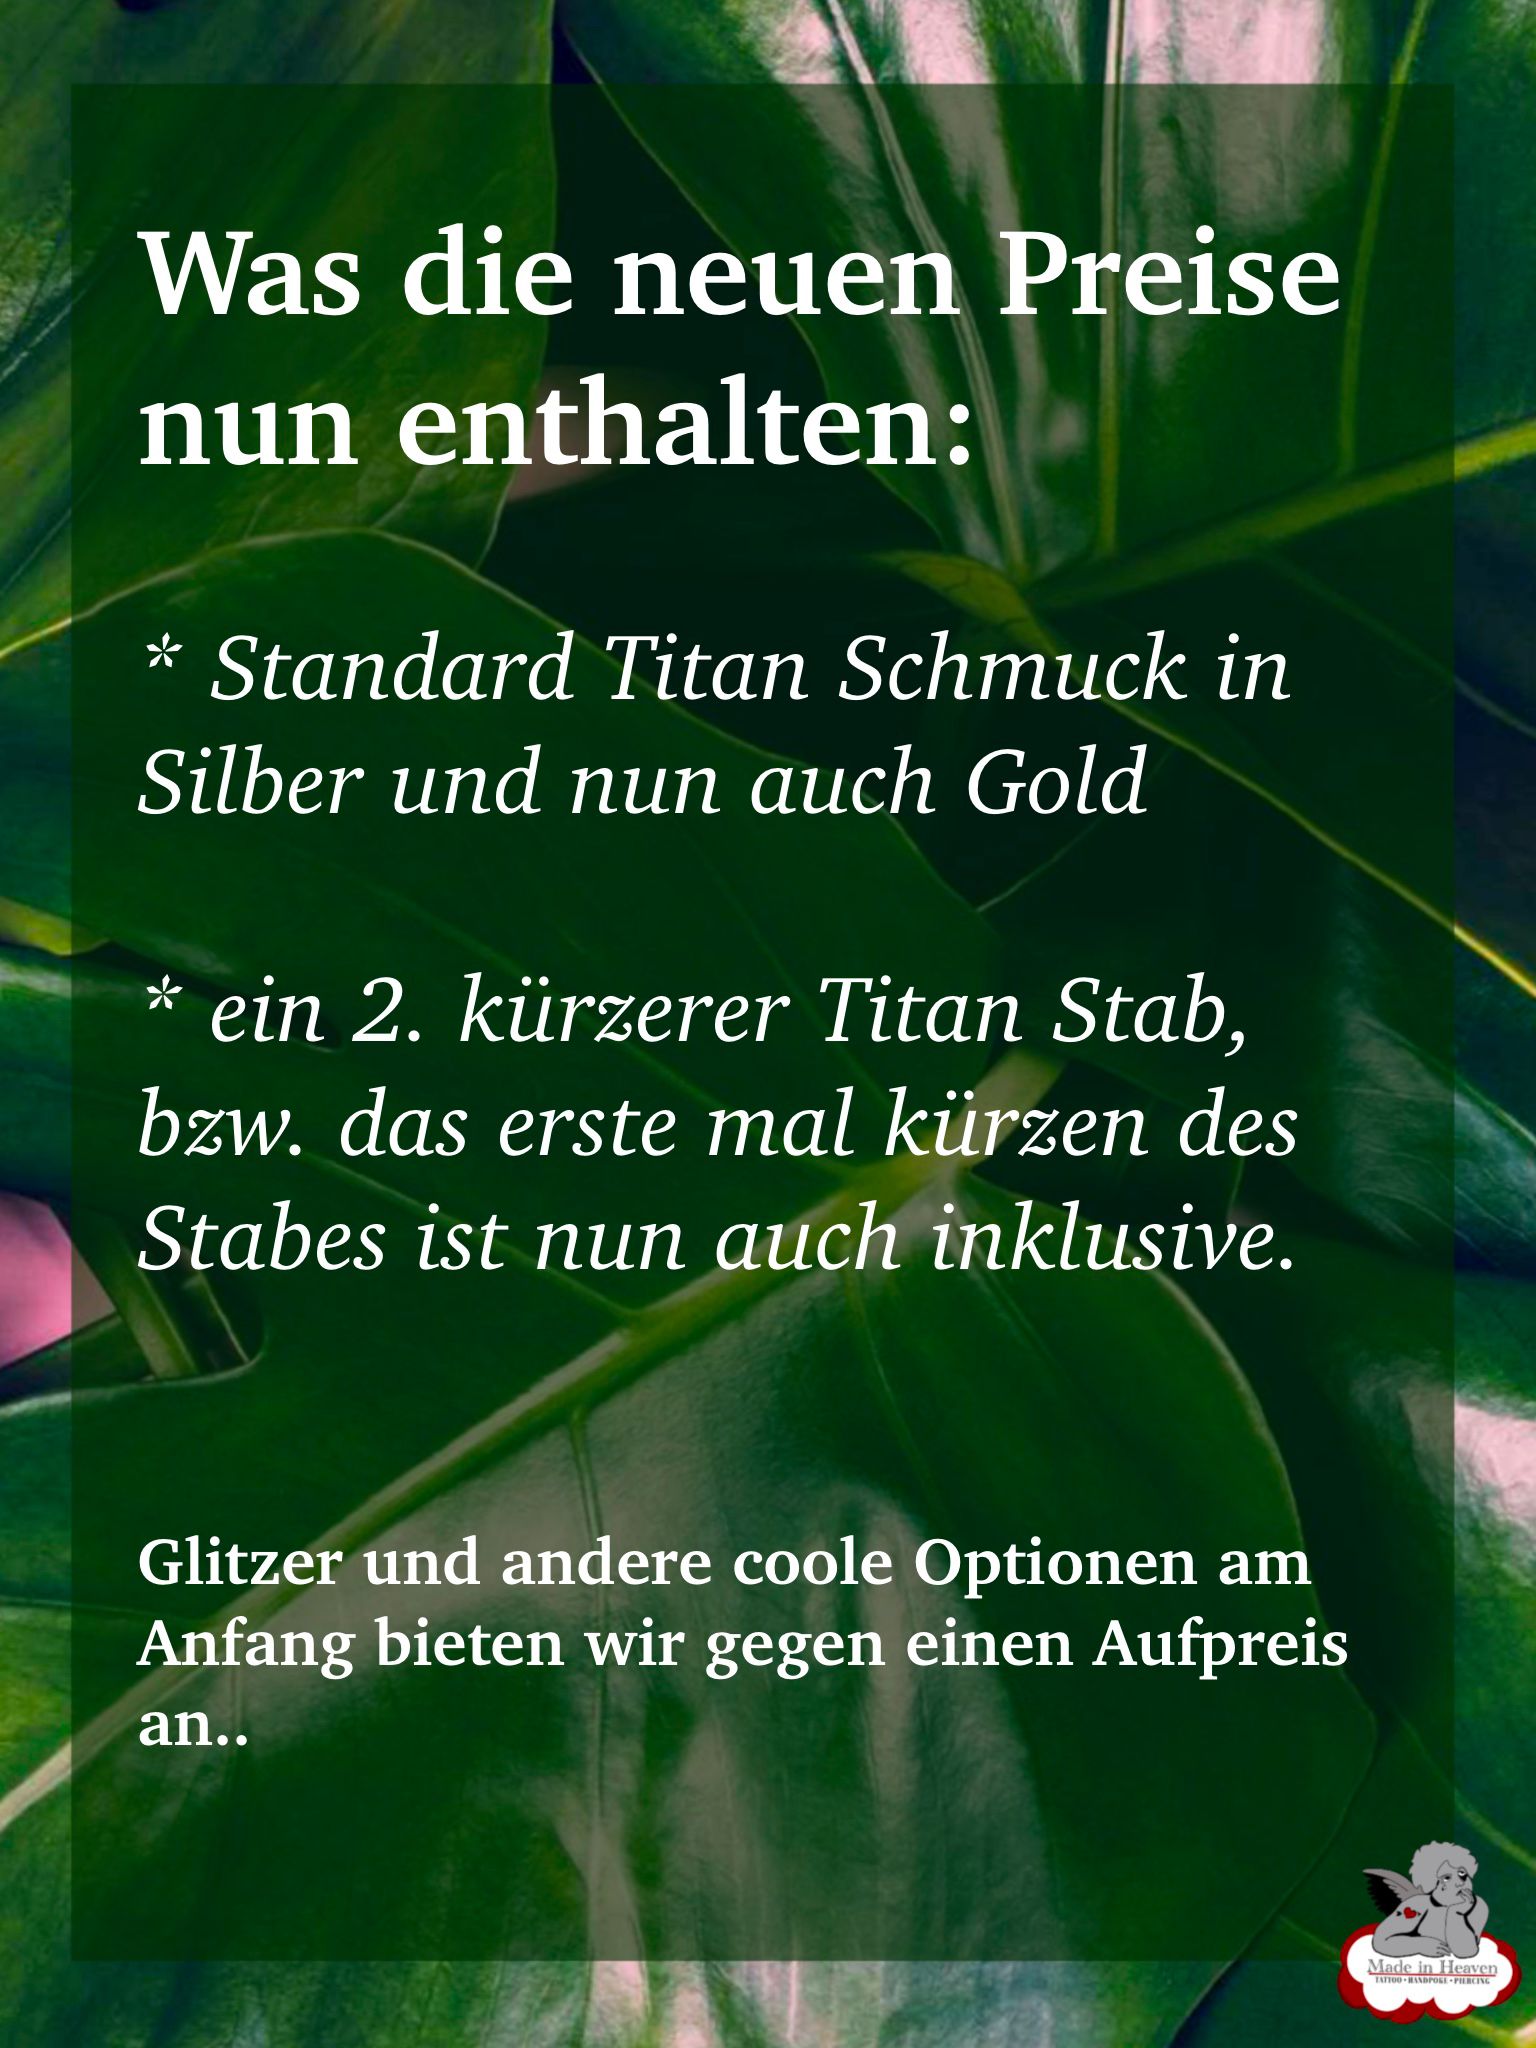 Was die neuen Preise
nun enthalten:
* Standard Titan Schmuck in
Silber und nun auch Gold
* ein 2. kürzerer Titan Stab,
bzw. das erste mal kürzen des
Stabes ist nun auch inklusive.
Glitzer und andere coole Optionen am
Anfang bieten wir gegen einen Aufpreis
an..
Made in Heaven
TATTOO • HANDPOKE • PIERCING